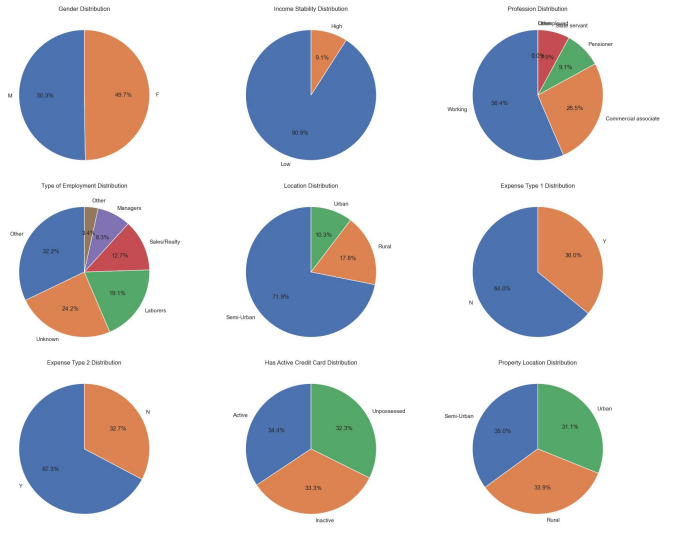 Gender Distribution
M
50.3%
49.7%
F
Income Stability Distribution
High
9.1%
90.9%
Low
Profession Distribution
State servant
Pensioner
9.1%
Working
56.4%
26.5%
Commercial associate
Type of Employment Distribution
Other
Managers
Other
3.4%
8.3%
32.2%
12.7%
Sales/Realty
19.1%
24.2%
Laborers
Unknown
Location Distribution
Urban
10.3%
Rural
17.8%
71.9%
Semi-Urban
Expense Type 1 Distribution
Y
36.0%
64.0%
N
Expense Type 2 Distribution
N
32.7%
67.3%
Y
Has Active Credit Card Distribution
Active
Unpossessed
34.4%
32.3%
33.3%
Inactive
Property Location Distribution
Semi-Urban
Urban
35.0%
31.1%
33.9%
Rural